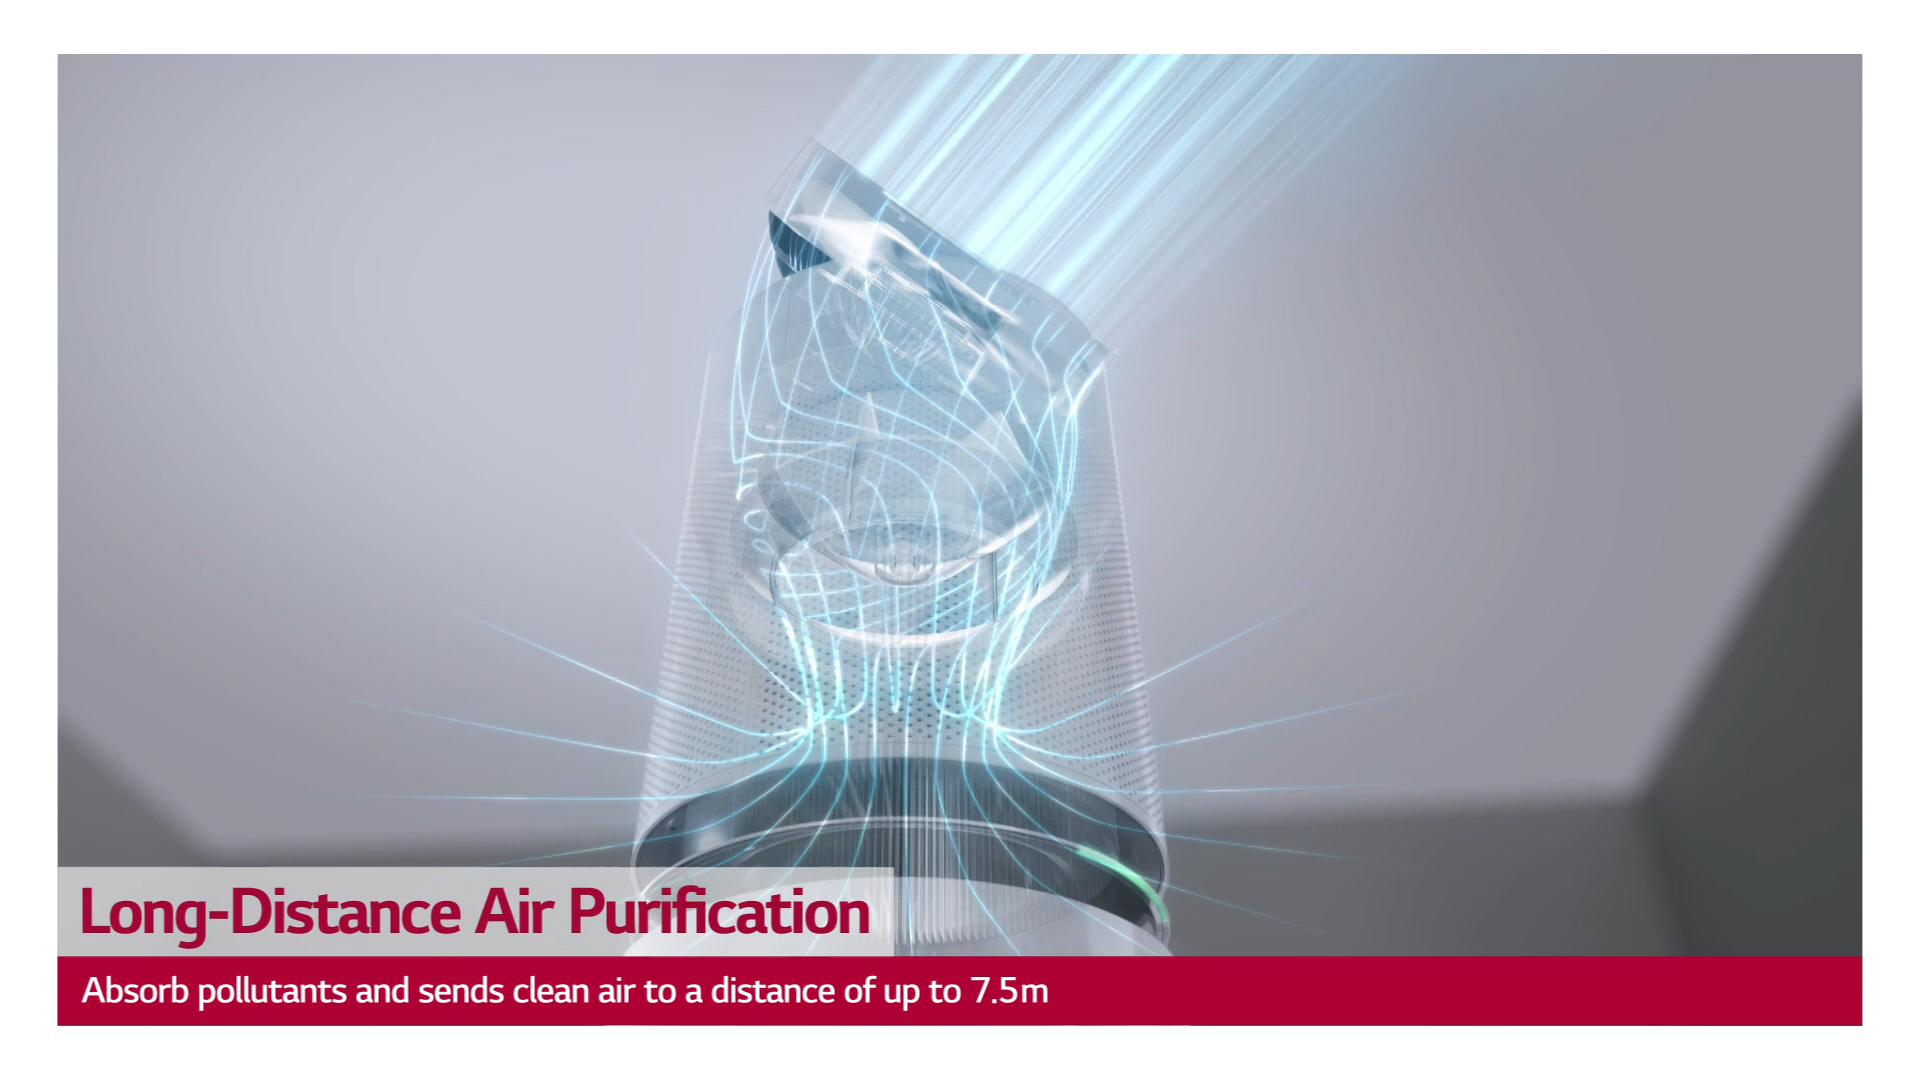 Long-Distance Air Purification
Absorb pollutants and sends clean air to a distance of up to 7.5m